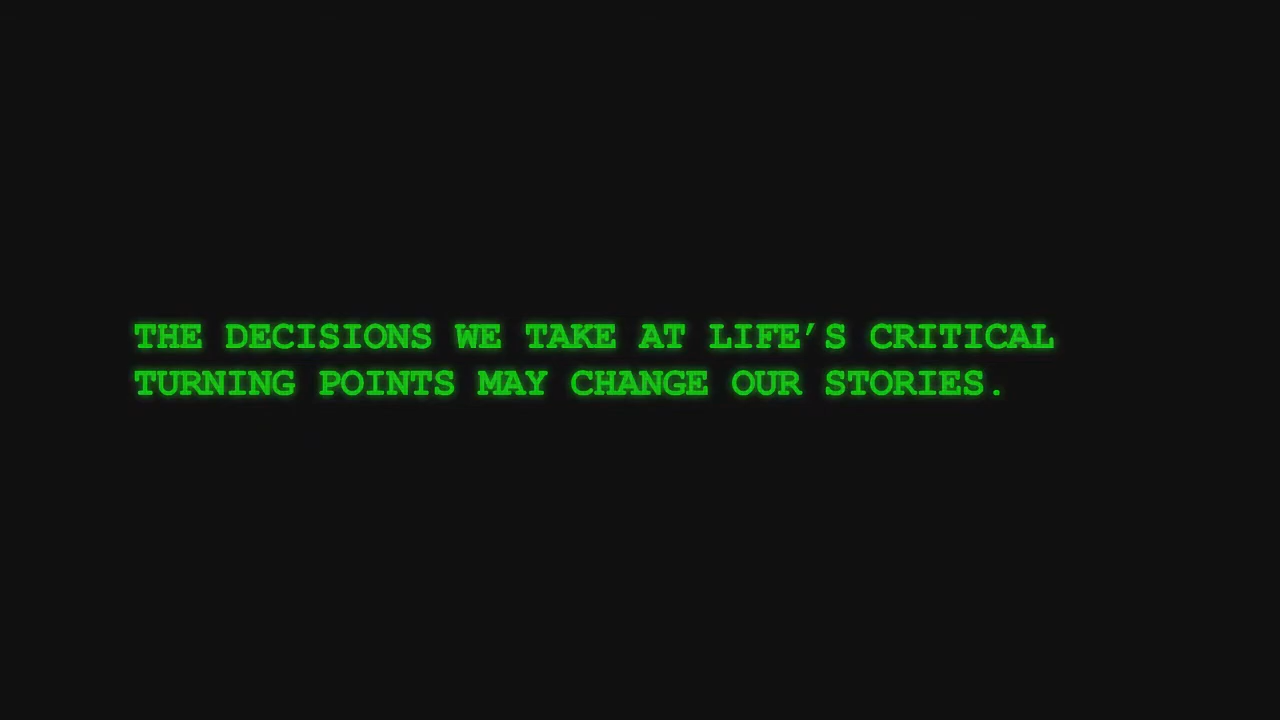 THE DECISIONS WE TAKE AT LIFE’S CRITICAL
TURNING POINTS MAY CHANGE OUR STORIES.